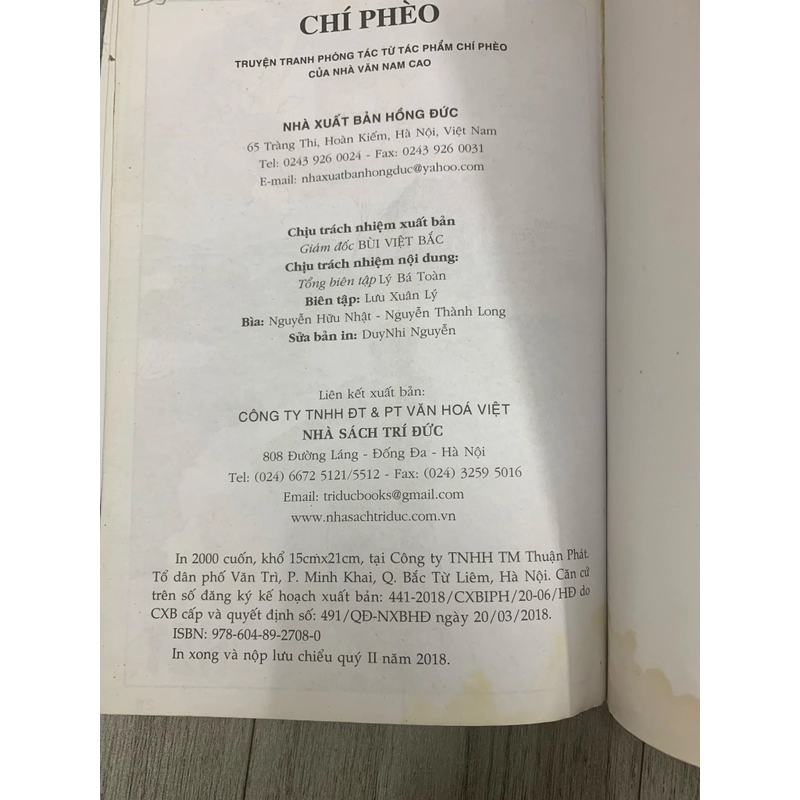 CHÍ PHÈO
TRUYỆN TRANH PHÓNG TÁC TỪ TÁC PHẨM CHÍ PHÈO
CỦA NHÀ VĂN NAM CAO
NHÀ XUẤT BẢN HỒNG ĐỨC
65 Tràng Thi, Hoàn Kiếm, Hà Nội, Việt Nam
Tel: 0243 926 0024 - Fax: 0243 926 0031
E-mail: nhaxuatbanhongduc@yahoo.com
Chịu trách nhiệm xuất bản
Giám đốc BÙI VIỆT BẮC
Chịu trách nhiệm nội dung:
Tổng biên tập Lý Bá Toàn
Biên tập: Lưu Xuân Lý
Bìa: Nguyễn Hữu Nhật - Nguyễn Thành Long
Sửa bản in: DuyNhi Nguyễn
Liên kết xuất bản:
CÔNG TY TNHH ĐT & PT VĂN HOÁ VIỆT
NHÀ SÁCH TRÍ ĐỨC
808 Đường Láng - Đống Đa - Hà Nội
Tel: (024) 6672 5121/5512 - Fax: (024) 3259 5016
Email: triducbooks@gmail.com
www.nhasachtriduc.com.vn
In 2000 cuốn, khổ 15cmx21cm, tại Công ty TNHH TM Thuận Phát.
Tổ dân phố Văn Trì, P. Minh Khai, Q. Bắc Từ Liêm, Hà Nội. Căn cứ
trên số đăng ký kế hoạch xuất bản: 441-2018/CXBIPH/20-06/HĐ do
CXB cấp và quyết định số: 491/QĐ-NXBHĐ ngày 20/03/2018.
ISBN: 978-604-89-2708-0
In xong và nộp lưu chiểu quý II năm 2018.